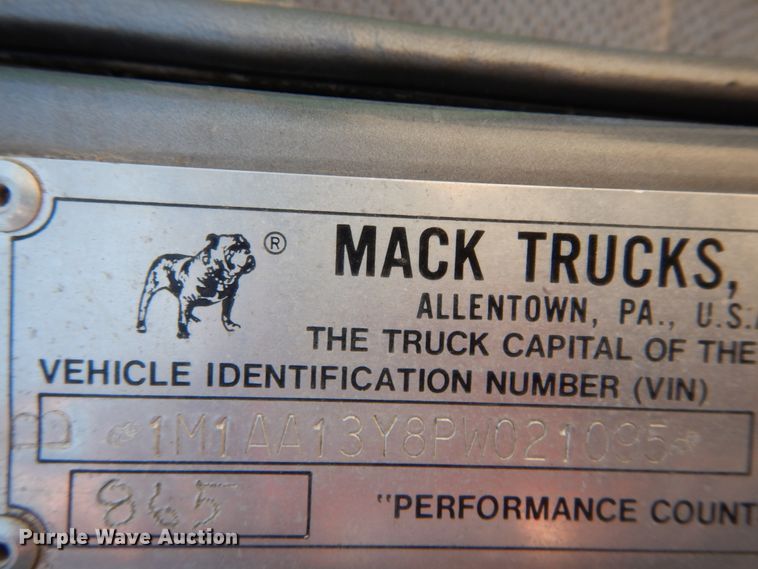 ®
MACK TRUCKS,
ALLENTOWN, PA., U.S.A
THE TRUCK CAPITAL OF THE
VEHICLE IDENTIFICATION NUMBER (VIN)
B 1M1AA13Y8PW021095
865 "PERFORMANCE COUNT
Purple Wave Auction